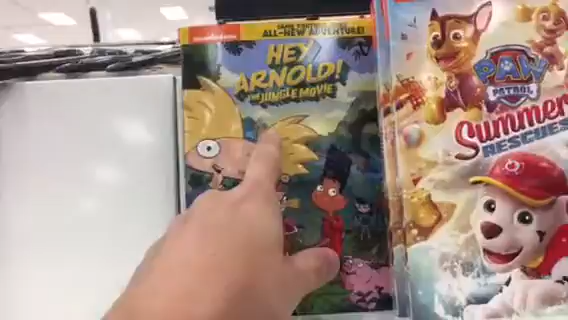 nickelodeon
ALL-NEW ADVENTURE!
HEY
ARNOLD!
THE JUNGLE MOVIE
PAW
PATROL
Summer
RESCUES